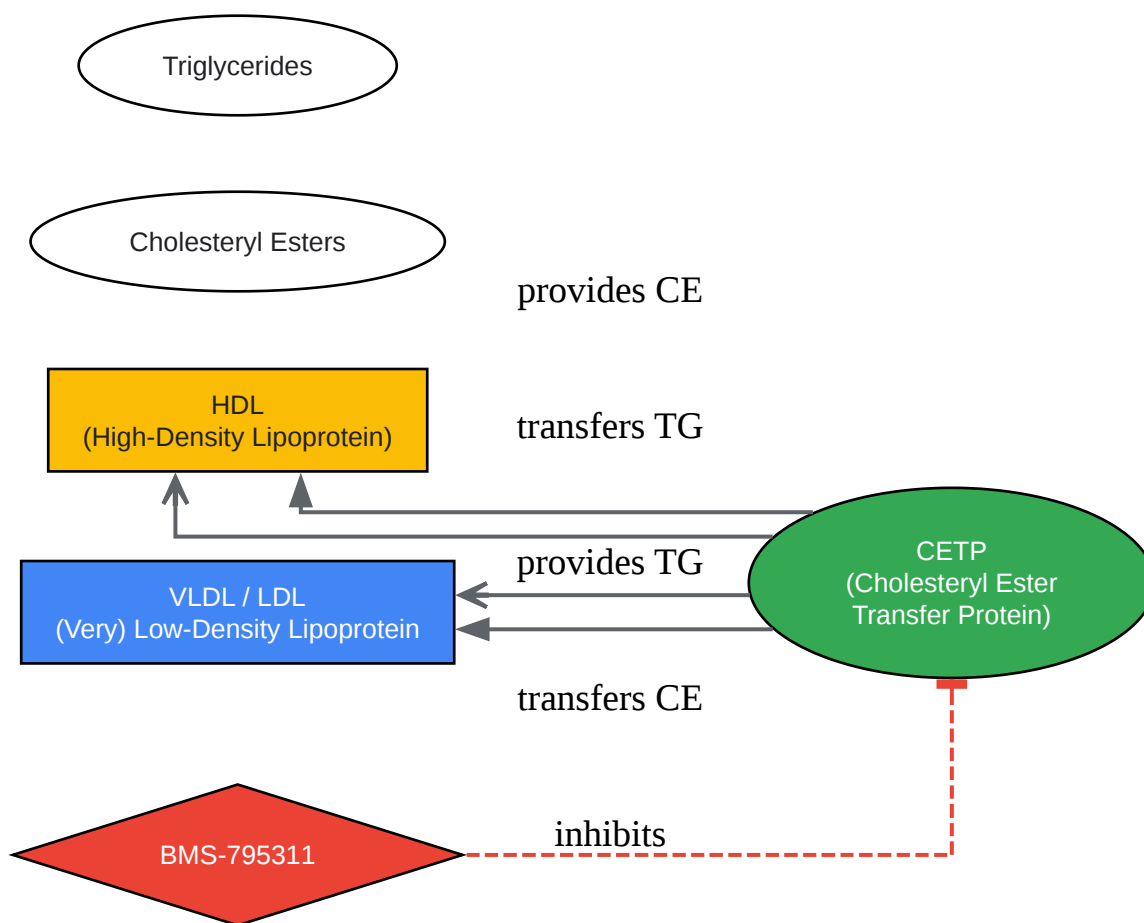 Triglycerides
Cholesteryl Esters
provides CE
HDL
(High-Density Lipoprotein)
transfers TG
CETP
(Cholesteryl Ester
Transfer Protein)
provides TG
VLDL / LDL
(Very) Low-Density Lipoprotein
transfers CE
BMS-795311
inhibits